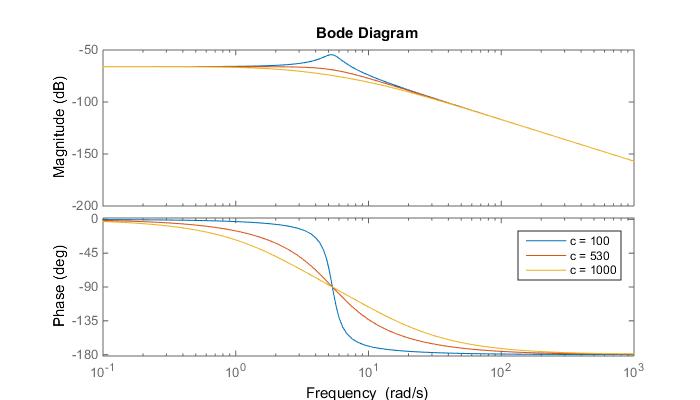 Bode Diagram
Magnitude (dB)
-50
-100
-150
-200
Phase (deg)
0
-45
-90
-135
-180
c = 100
c = 530
c = 1000
10^-1 10^0 10^1 10^2 10^3
Frequency (rad/s)